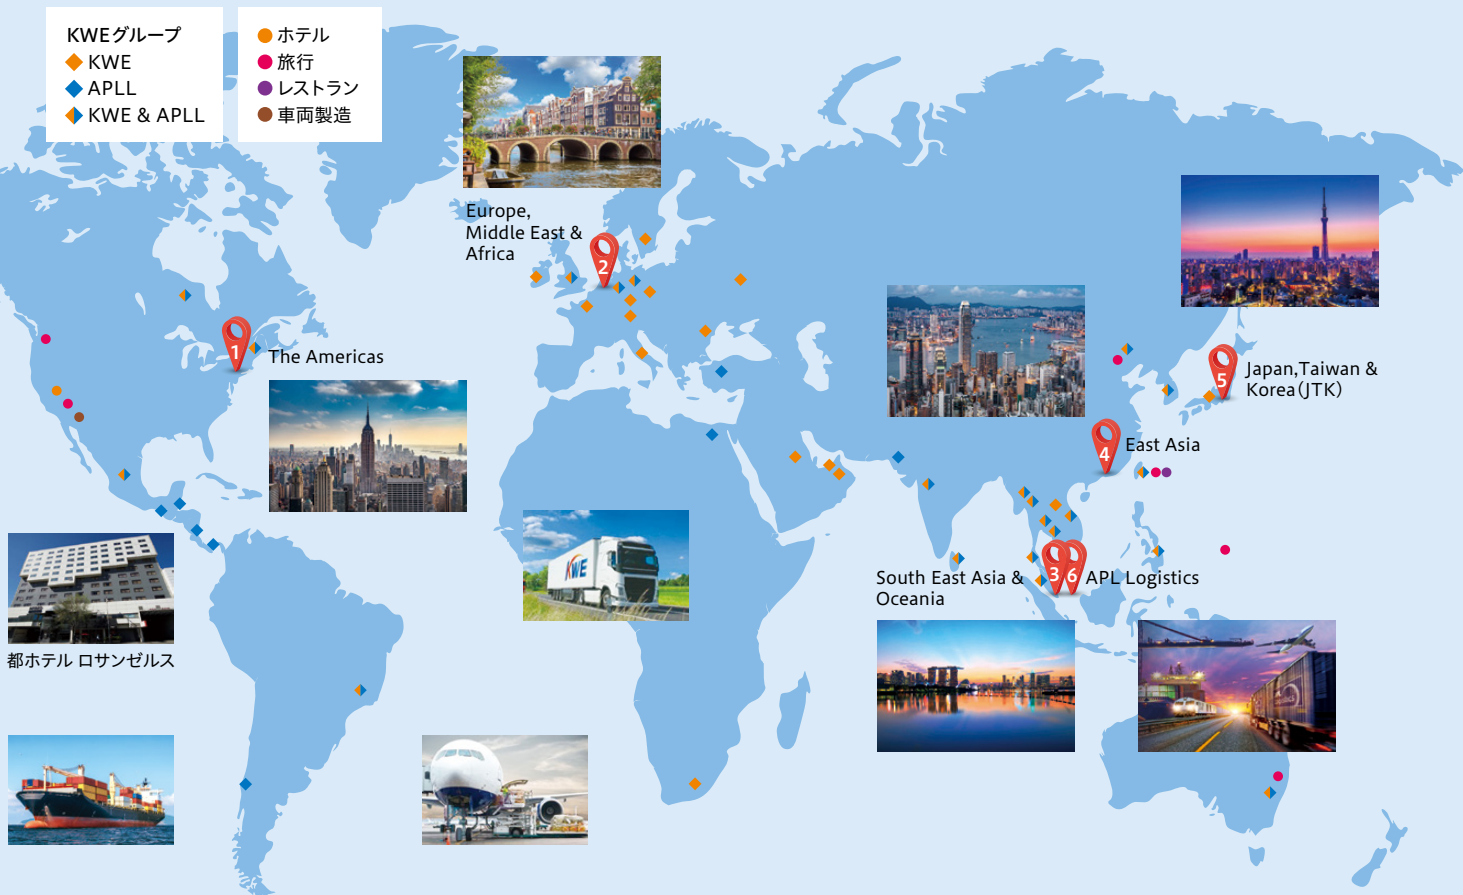 KWEグループ
KWE
APLL
KWE & APLL
ホテル
旅行
レストラン
車両製造
Europe,
Middle East &
Africa
2
1
The Americas
5
Japan,Taiwan &
Korea(JTK)
4
East Asia
KWE
South East Asia &
Oceania
3
6
APL Logistics
都ホテル ロサンゼルス